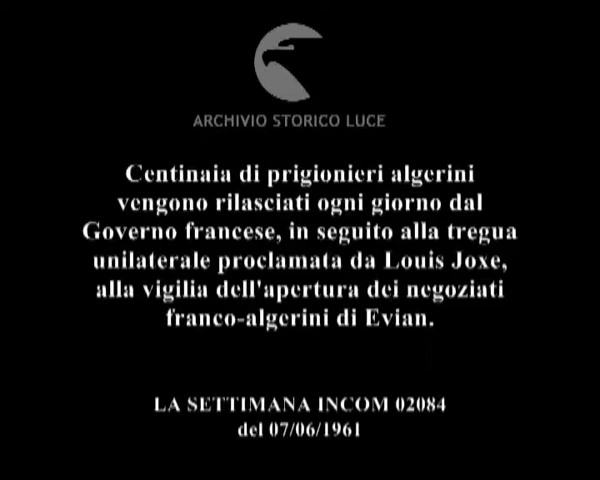 ARCHIVIO STORICO LUCE
Centinaia di prigionieri algerini
vengono rilasciati ogni giorno dal
Governo francese, in seguito alla tregua
unilaterale proclamata da Louis Joxe,
alla vigilia dell'apertura dei negoziati
franco-algerini di Evian.
LA SETTIMANA INCOM 02084
del 07/06/1961